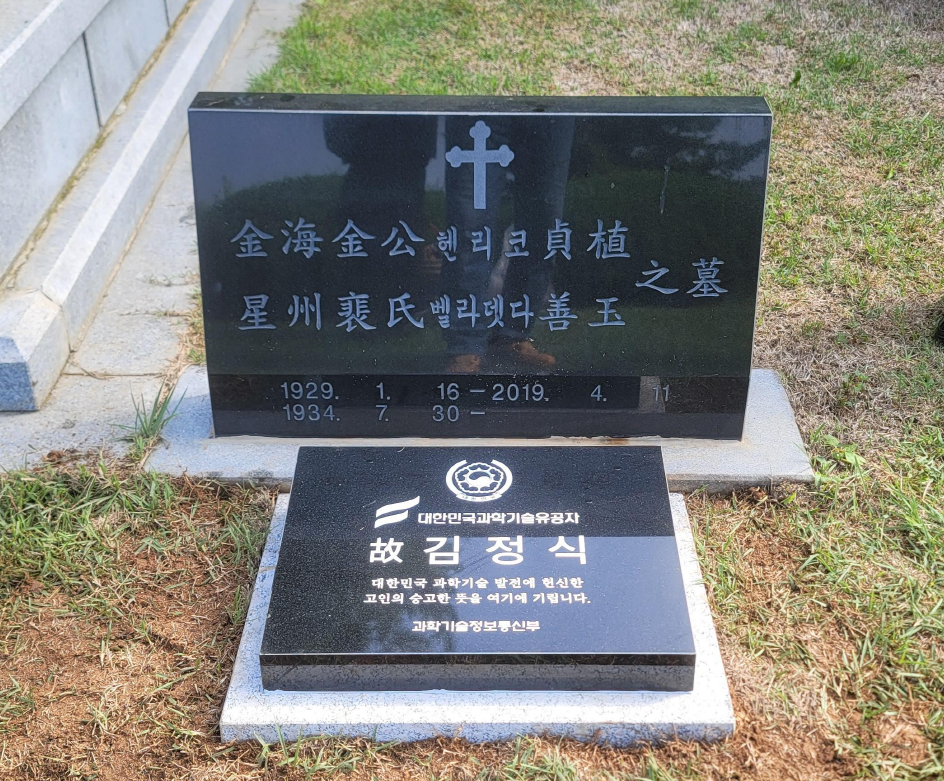 金海金公헨리코貞植
星州裵氏벨라뎃다善玉
之墓
1929. 1. 16-2019. 4. 11
1934. 7. 30-
대한민국과학기술유공자
故 김정식
대한민국 과학기술 발전에 헌신한
고인의 숭고한 뜻을 여기에 기립니다.
과학기술정보통신부